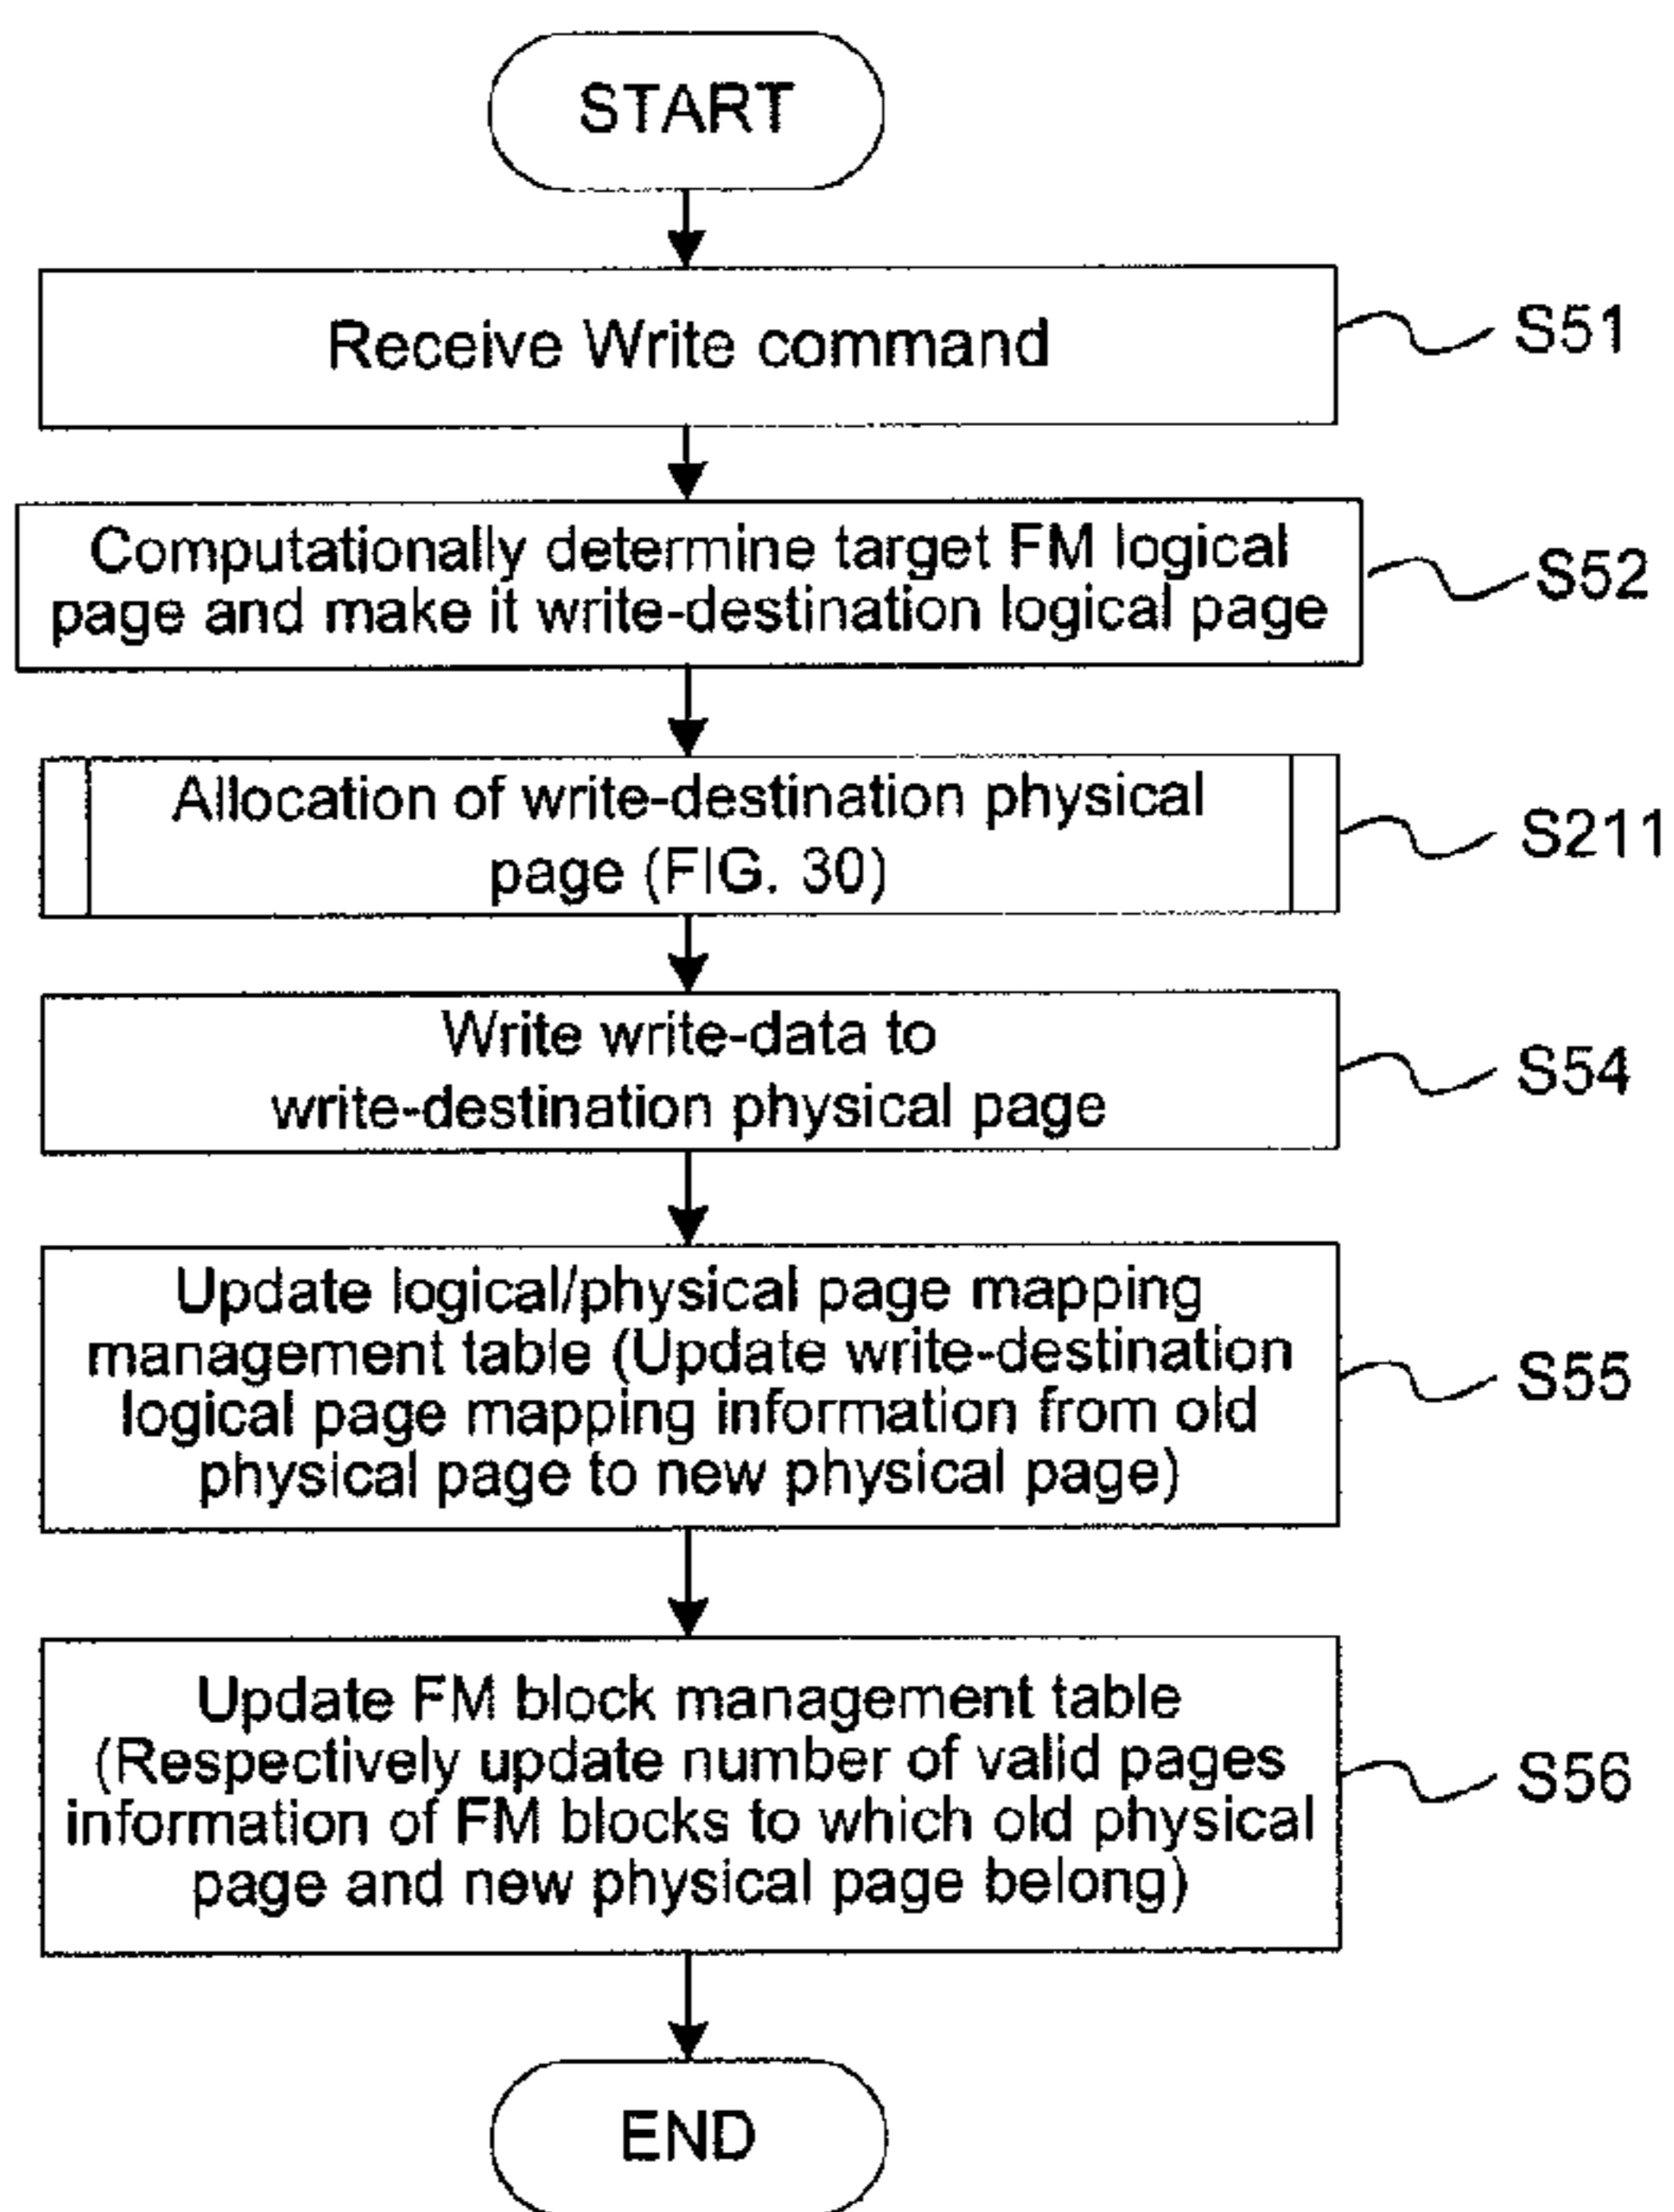 START
Receive Write command
S51
Computationally determine target FM logical
page and make it write-destination logical page
S52
Allocation of write-destination physical
page (FIG. 30)
S211
Write write-data to
write-destination physical page
S54
Update logical/physical page mapping
management table (Update write-destination
logical page mapping information from old
physical page to new physical page)
S55
Update FM block management table
(Respectively update number of valid pages
information of FM blocks to which old physical
page and new physical page belong)
S56
END